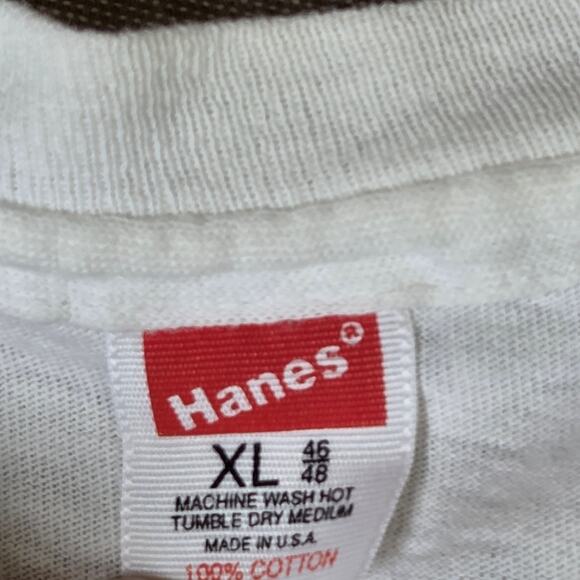 Hanes®
XL 46/48
MACHINE WASH HOT
TUMBLE DRY MEDIUM
MADE IN U.S.A.
100% COTTON